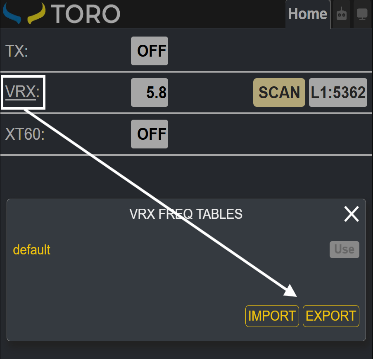 TORO Home
TX: OFF
VRX: 5.8 SCAN L1:5362
XT60: OFF
VRX FREQ TABLES X
default Use
IMPORT EXPORT